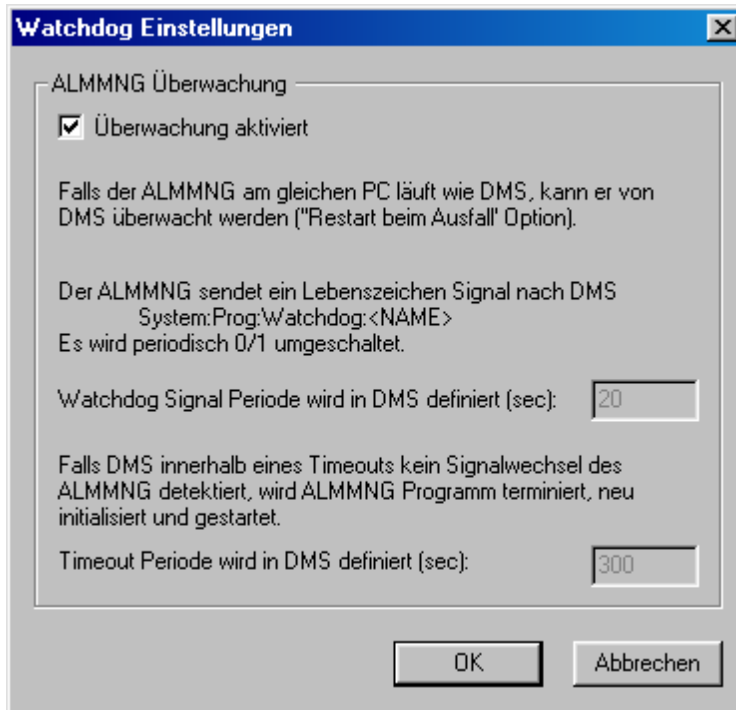 Watchdog Einstellungen
ALMMNG Überwachung
Überwachung aktiviert
Falls der ALMMNG am gleichen PC läuft wie DMS, kann er von
DMS überwacht werden ("Restart beim Ausfall' Option).
Der ALMMNG sendet ein Lebenszeichen Signal nach DMS
System:Prog:Watchdog:<NAME>
Es wird periodisch 0/1 umgeschaltet.
Watchdog Signal Periode wird in DMS definiert (sec): 20
Falls DMS innerhalb eines Timeouts kein Signalwechsel des
ALMMNG detektiert, wird ALMMNG Programm terminiert, neu
initialisiert und gestartet.
Timeout Periode wird in DMS definiert (sec): 300
OK Abbrechen